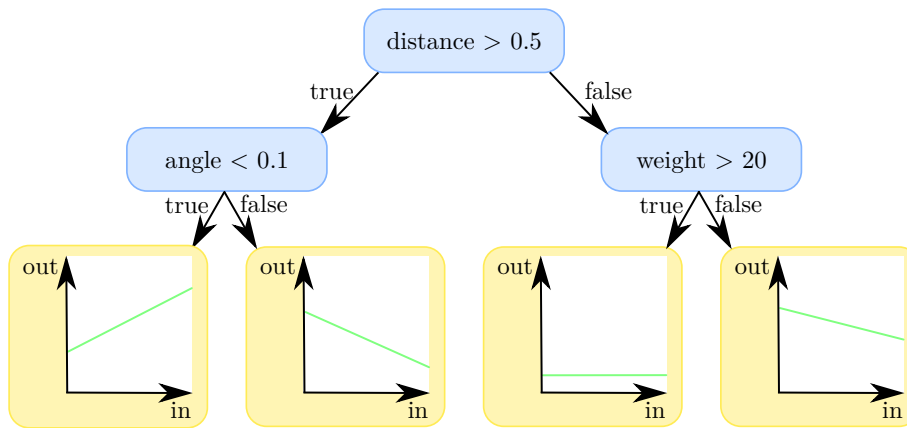 distance > 0.5
true
false
angle < 0.1
weight > 20
true
false
true
false
out
in
out
in
out
in
out
in